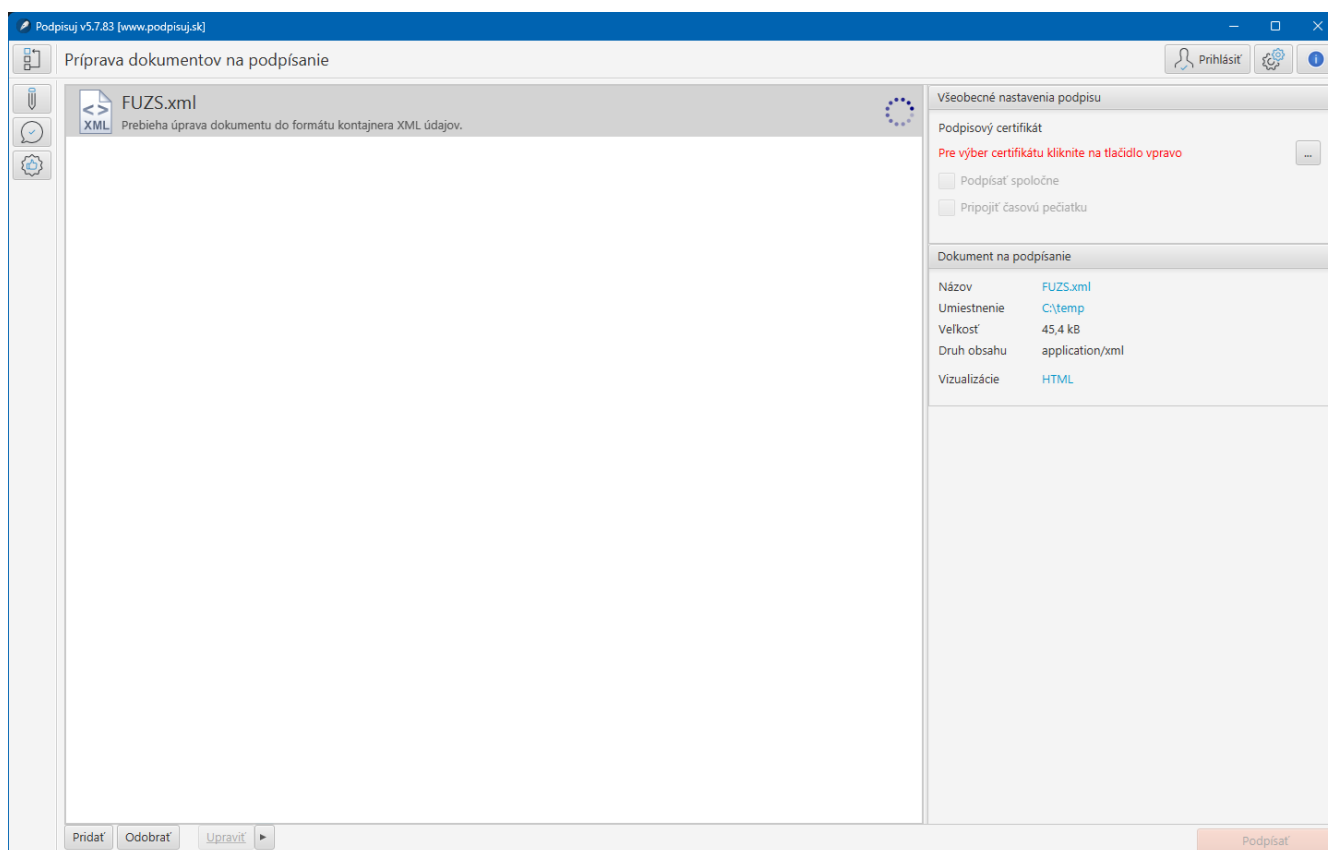 Podpisuj v5.7.83 [www.podpisuj.sk]
Príprava dokumentov na podpísanie
Prihlásiť
FUZS.xml
XML
Prebieha úprava dokumentu do formátu kontajnera XML údajov.
Všeobecné nastavenia podpisu
Podpisový certifikát
Pre výber certifikátu kliknite na tlačidlo vpravo
...
Podpísať spoločne
Pripojiť časovú pečiatku
Dokument na podpísanie
Názov FUZS.xml
Umiestnenie C:\temp
Veľkosť 45,4 kB
Druh obsahu application/xml
Vizualizácie HTML
Pridať Odobrať Upraviť
Podpísať